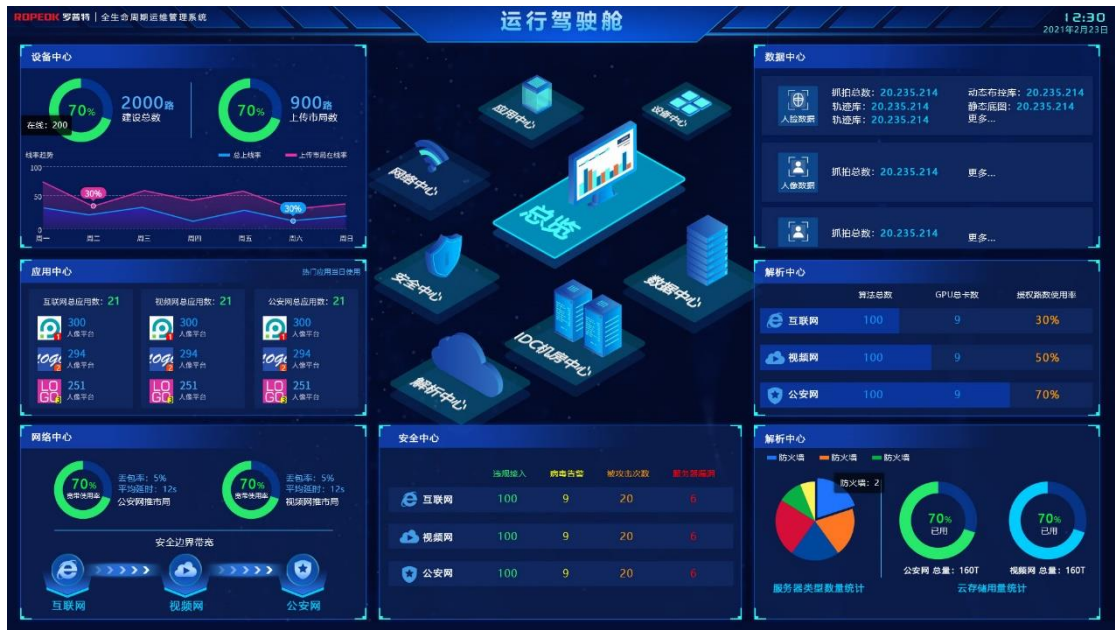 ROPEOK 罗普特 | 全生命周期运维管理系统
运行驾驶舱
12:30
2021年2月23日
设备中心
70%
2000路
建设总数
在线: 200
70%
900路
上传市局数
线率趋势
总上线率
上传市局在线率
100
50
0
30%
30%
周一 周二 周三 周四 周五 周六 周日
应用中心
热门应用当日使用
互联网总应用数: 21
视频网总应用数: 21
公安网总应用数: 21
1 300
人像平台
1 300
人像平台
1 300
人像平台
2 294
人像平台
2 294
人像平台
2 294
人像平台
LOGO 3 251
人像平台
LOGO 3 251
人像平台
LOGO 3 251
人像平台
网络中心
70%
宽带使用率
丢包率: 5%
平均延时: 12s
公安网推市局
70%
宽带使用率
丢包率: 5%
平均延时: 12s
视频网推市局
安全边界带宽
互联网
视频网
公安网
应用中心
设备中心
网络中心
总览
安全中心
数据中心
IDC机房中心
解析中心
安全中心
违规接入 病毒告警 被攻击次数
互联网 100 9 20 6
视频网 100 9 20 6
公安网 100 9 20 6
数据中心
人脸数据
抓拍总数: 20.235.214
轨迹库: 20.235.214
轨迹库: 20.235.214
动态布控库: 20.235.214
静态底图: 20.235.214
更多...
人像数据
抓拍总数: 20.235.214
更多...
抓拍总数: 20.235.214
更多...
解析中心
算法总数 GPU总卡数 授权路数使用率
互联网 100 9 30%
视频网 100 9 50%
公安网 100 9 70%
解析中心
防火墙 防火墙 防火墙
防火墙: 2
服务器类型数量统计
70%
已用
公安网 总量: 160T
70%
已用
视频网 总量: 160T
云存储用量统计